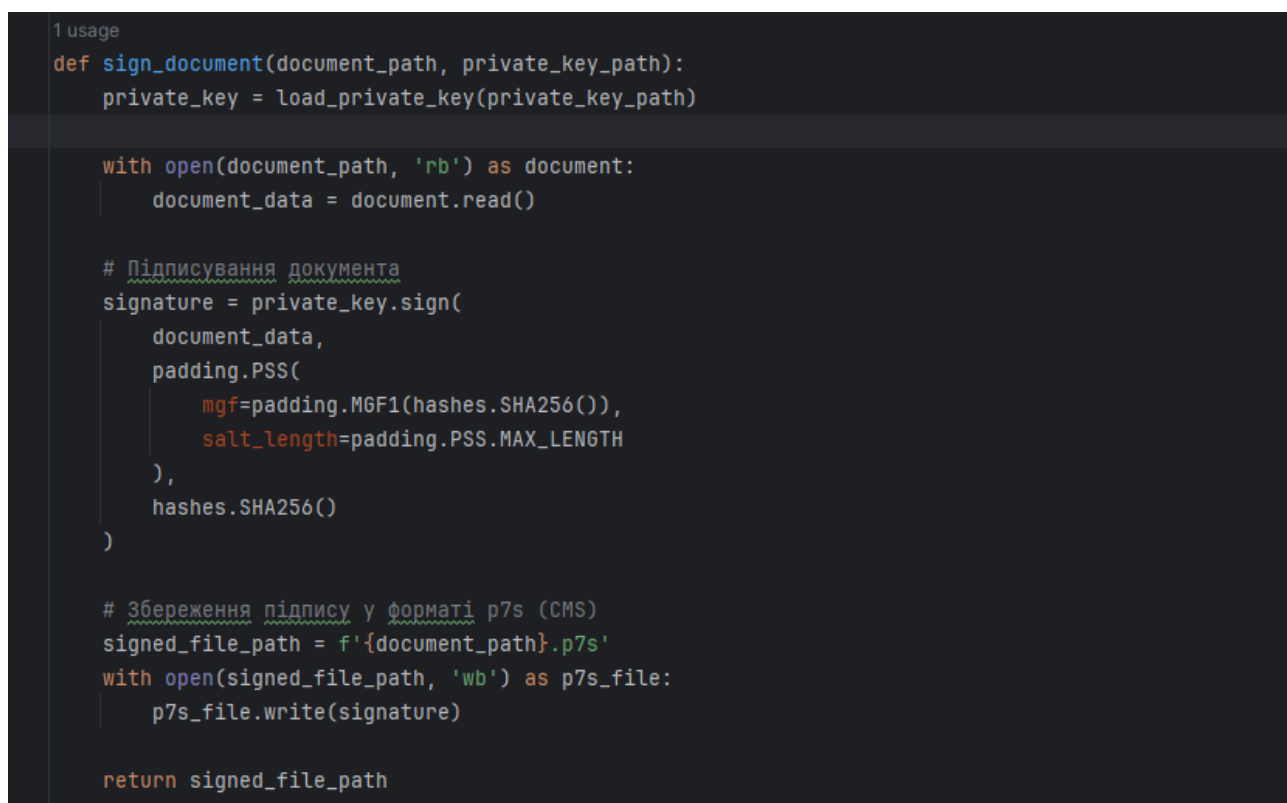 1 usage
def sign_document(document_path, private_key_path):
    private_key = load_private_key(private_key_path)

    with open(document_path, 'rb') as document:
        document_data = document.read()

    # Підписування документа
    signature = private_key.sign(
        document_data,
        padding.PSS(
            mgf=padding.MGF1(hashes.SHA256()),
            salt_length=padding.PSS.MAX_LENGTH
        ),
        hashes.SHA256()
    )

    # Збереження підпису у форматі p7s (CMS)
    signed_file_path = f'{document_path}.p7s'
    with open(signed_file_path, 'wb') as p7s_file:
        p7s_file.write(signature)

    return signed_file_path